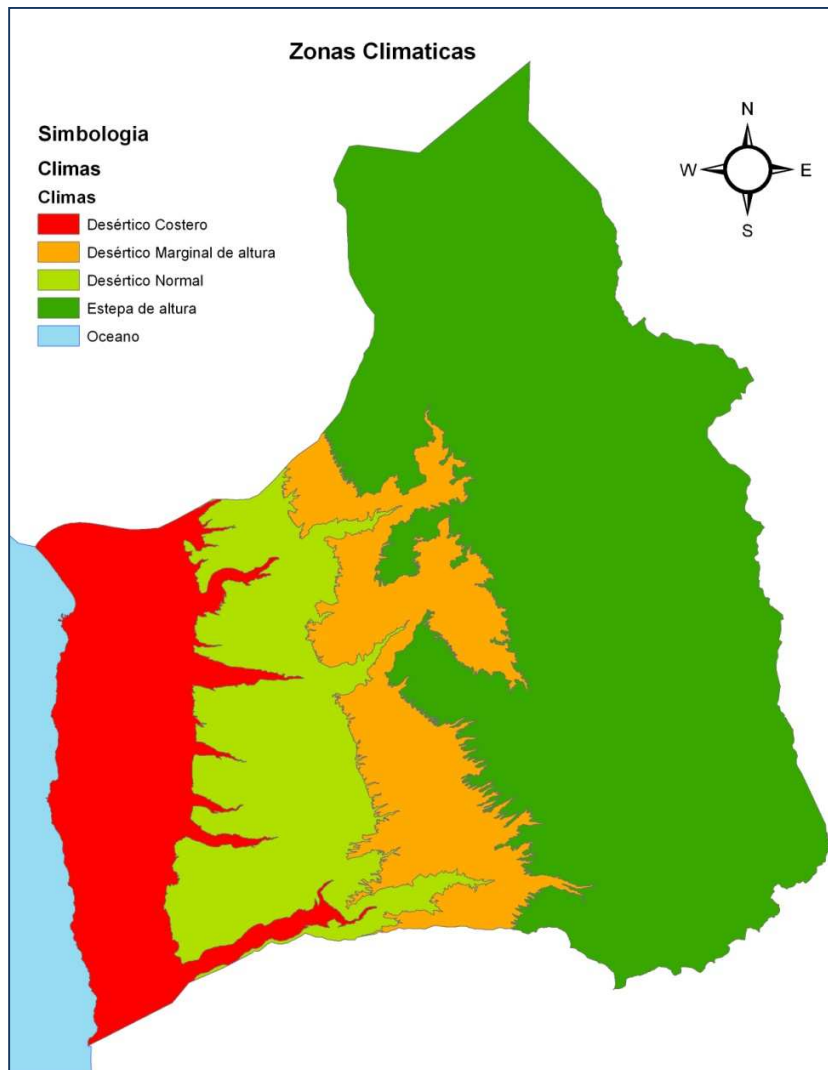 Zonas Climaticas
Simbologia
Climas
Climas
Desértico Costero
Desértico Marginal de altura
Desértico Normal
Estepa de altura
Oceano
N
W
E
S